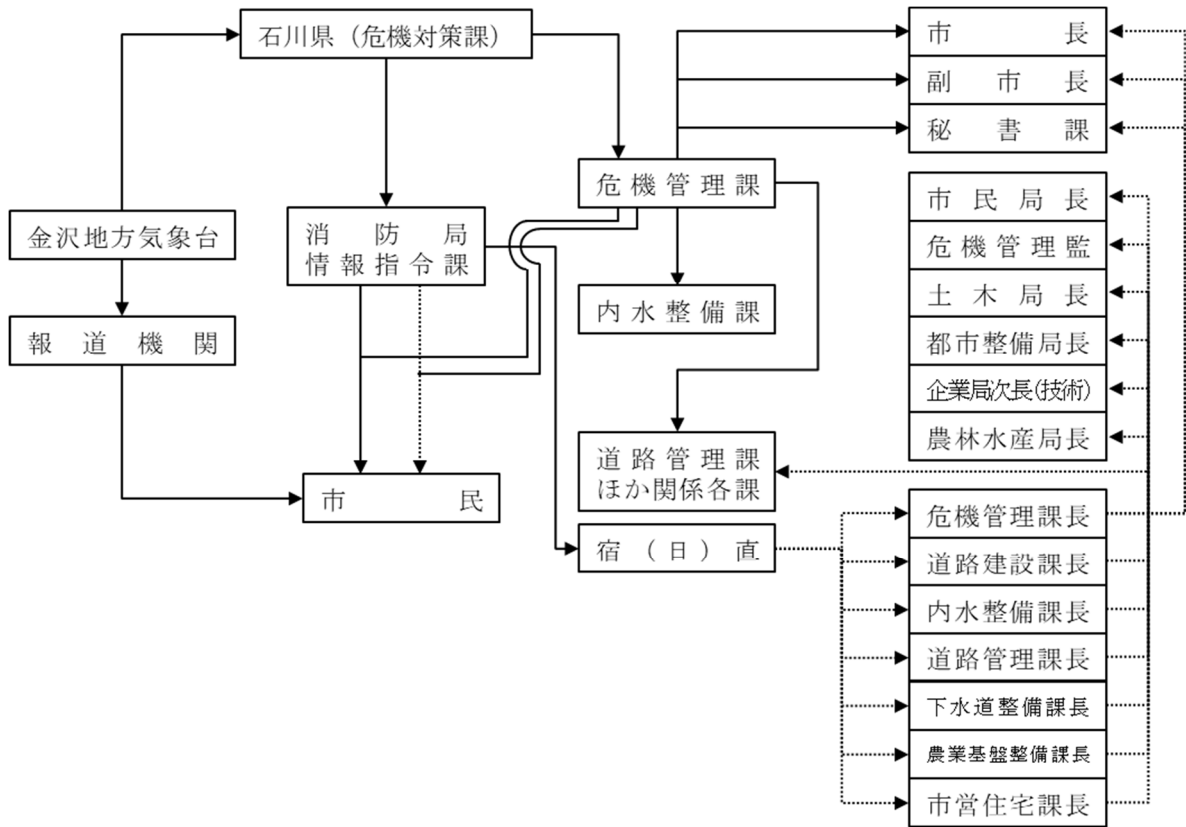 石川県（危機対策課）
金沢地方気象台
報道機関
消防局
情報指令課
市民
危機管理課
内水整備課
道路管理課
ほか関係各課
宿（日）直
市長
副市長
秘書課
市民局長
危機管理監
土木局長
都市整備局長
企業局次長(技術)
農林水産局長
危機管理課長
道路建設課長
内水整備課長
道路管理課長
下水道整備課長
農業基盤整備課長
市営住宅課長